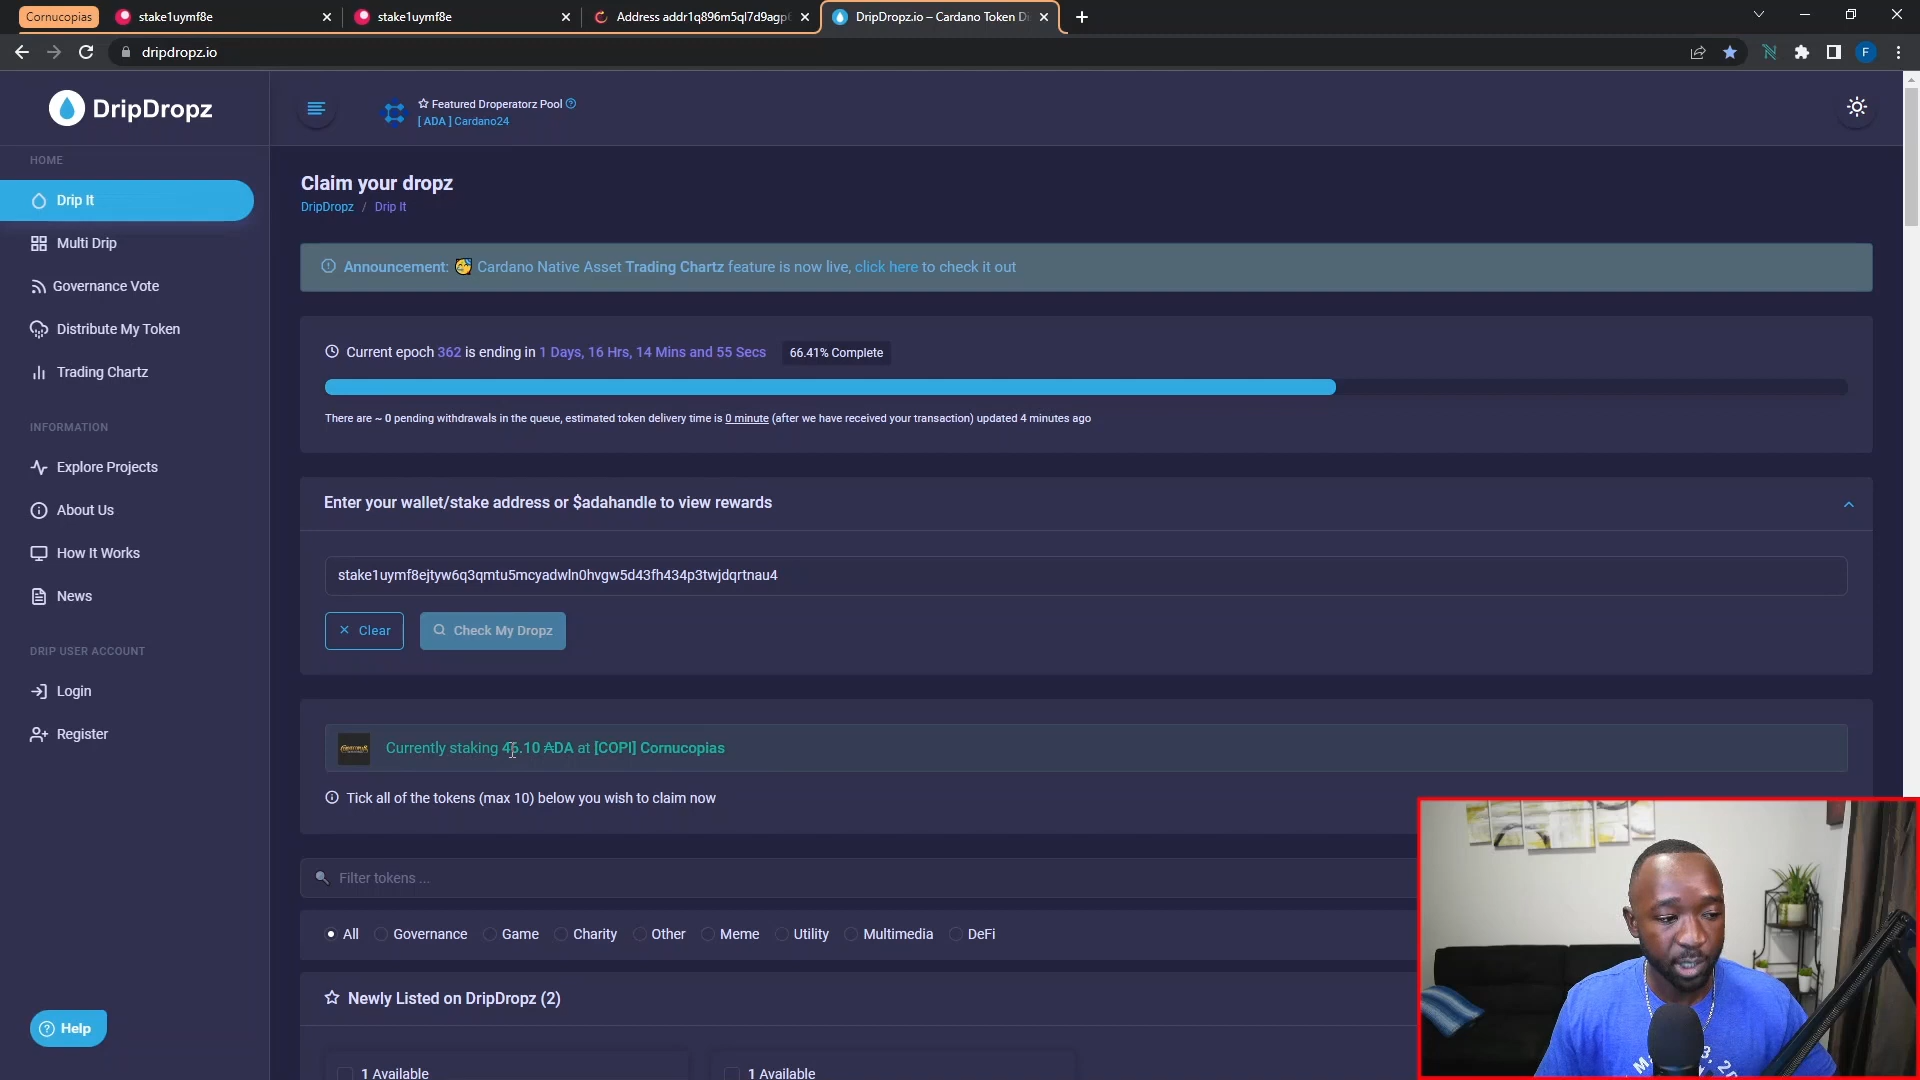 Cornucopias
stake1uymf8e
stake1uymf8e
Address addr1q896m5ql7d9agp
DripDropz.io – Cardano Token Di
dripdropz.io
F
DripDropz
Featured Droperatorz Pool
[ ADA ] Cardano24
HOME
Drip It
Multi Drip
Governance Vote
Distribute My Token
Trading Chartz
INFORMATION
Explore Projects
About Us
How It Works
News
DRIP USER ACCOUNT
Login
Register
Help
Claim your dropz
DripDropz / Drip It
Announcement: Cardano Native Asset Trading Chartz feature is now live, click here to check it out
Current epoch 362 is ending in 1 Days, 16 Hrs, 14 Mins and 55 Secs 66.41% Complete
There are ~ 0 pending withdrawals in the queue, estimated token delivery time is 0 minute (after we have received your transaction) updated 4 minutes ago
Enter your wallet/stake address or $adahandle to view rewards
stake1uymf8ejtyw6q3qmtu5mcyadwln0hvgw5d43fh434p3twjdqrtnau4
Clear
Check My Dropz
Currently staking 46.10 ₳DA at [COPI] Cornucopias
Tick all of the tokens (max 10) below you wish to claim now
Filter tokens ...
All Governance Game Charity Other Meme Utility Multimedia DeFi
Newly Listed on DripDropz (2)
1 Available
1 Available